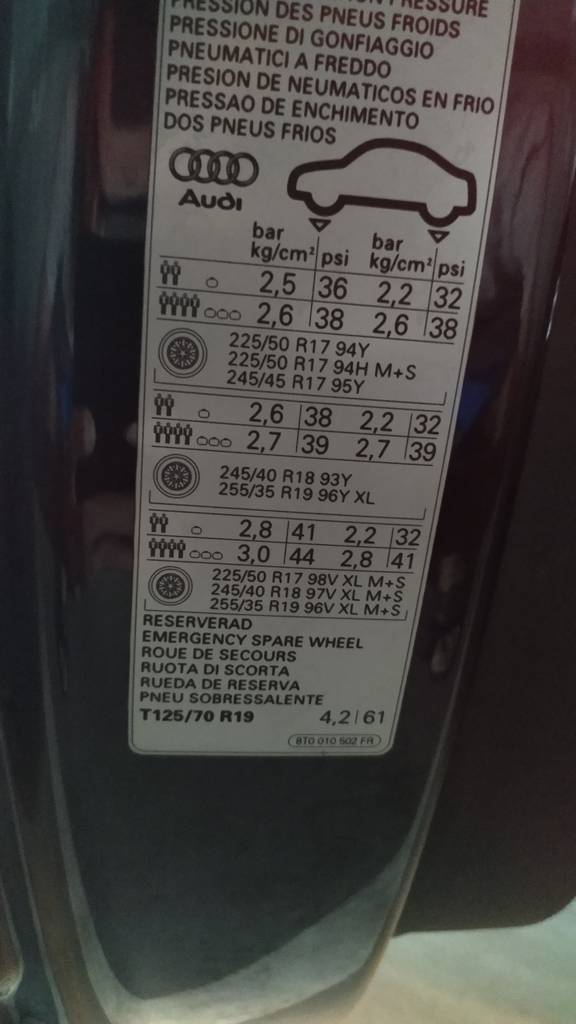 PRESSURE
PRESSION DES PNEUS FROIDS
PRESSIONE DI GONFIAGGIO
PNEUMATICI A FREDDO
PRESION DE NEUMATICOS EN FRIO
PRESSAO DE ENCHIMENTO
DOS PNEUS FRIOS
Audi
bar kg/cm² psi bar kg/cm² psi
2,5 36 2,2 32
2,6 38 2,6 38
225/50 R17 94Y
225/50 R17 94H M+S
245/45 R17 95Y
2,6 38 2,2 32
2,7 39 2,7 39
245/40 R18 93Y
255/35 R19 96Y XL
2,8 41 2,2 32
3,0 44 2,8 41
225/50 R17 98V XL M+S
245/40 R18 97V XL M+S
255/35 R19 96V XL M+S
RESERVERAD
EMERGENCY SPARE WHEEL
ROUE DE SECOURS
RUOTA DI SCORTA
RUEDA DE RESERVA
PNEU SOBRESSALENTE
T125/70 R19 4,2 61
8T0 010 502 FR